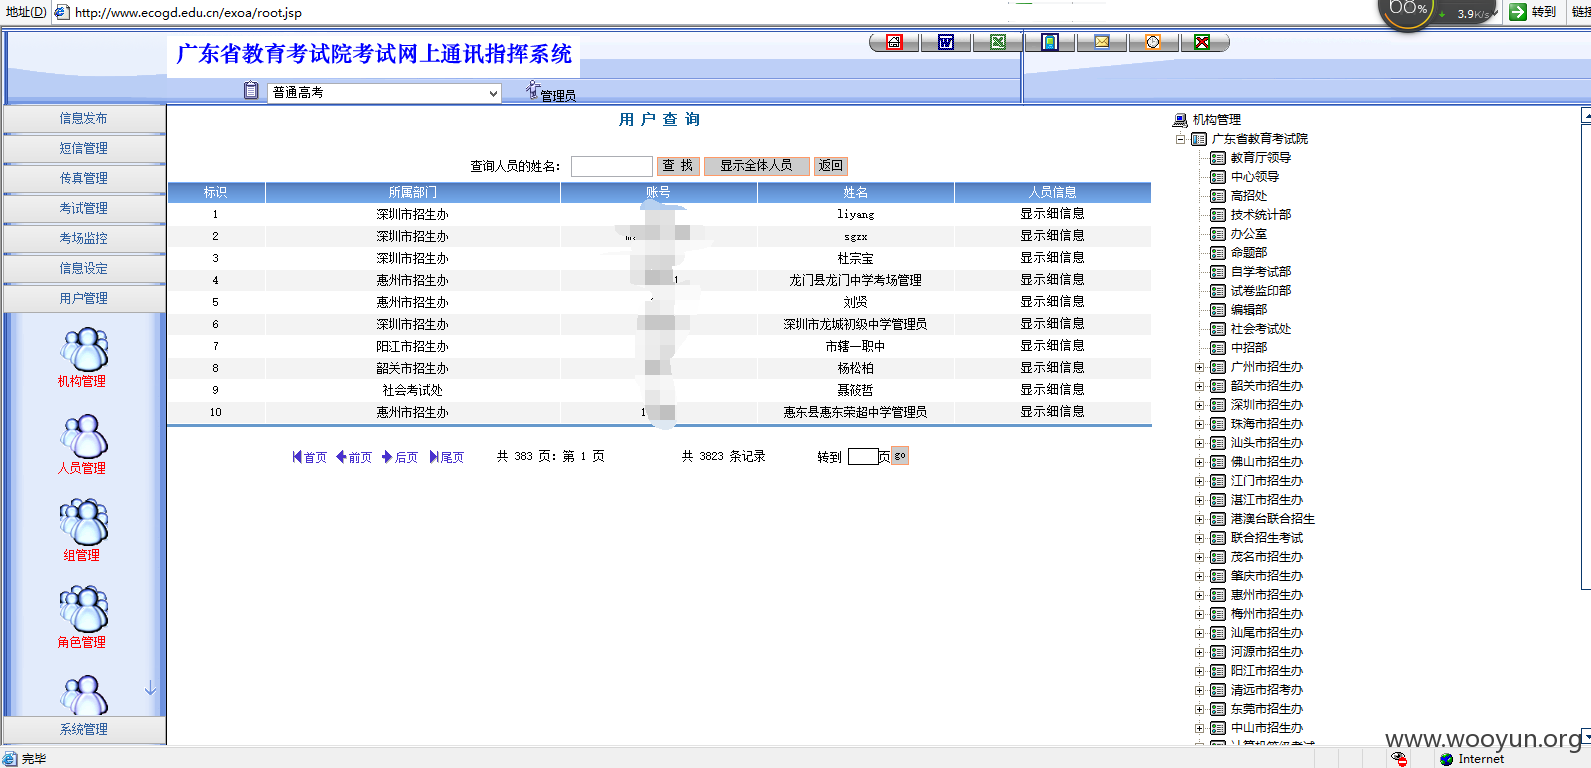 地址(D) http://www.ecogd.edu.cn/exoa/root.jsp 68% 3.9K/s 转到
广东省教育考试院考试网上通讯指挥系统
普通高考 管理员
信息发布
短信管理
传真管理
考试管理
考场监控
信息设定
用户管理
机构管理
人员管理
组管理
角色管理
系统管理
用 户 查 询
查询人员的姓名: 查 找 显示全体人员 返回
标识 所属部门 账号 姓名 人员信息
1 深圳市招生办 liyang 显示细信息
2 深圳市招生办 sgzx 显示细信息
3 深圳市招生办 杜宗宝 显示细信息
4 惠州市招生办 1 龙门县龙门中学考场管理 显示细信息
5 惠州市招生办 刘贤 显示细信息
6 深圳市招生办 深圳市龙城初级中学管理员 显示细信息
7 阳江市招生办 市辖一职中 显示细信息
8 韶关市招生办 杨松柏 显示细信息
9 社会考试处 聂筱哲 显示细信息
10 惠州市招生办 1 惠东县惠东荣超中学管理员 显示细信息
首页 前页 后页 尾页 共 383 页: 第 1 页 共 3823 条记录 转到 页 go
机构管理
广东省教育考试院
教育厅领导
中心领导
高招处
技术统计部
办公室
命题部
自学考试部
试卷监印部
编辑部
社会考试处
中招部
广州市招生办
韶关市招生办
深圳市招生办
珠海市招生办
汕头市招生办
佛山市招生办
江门市招生办
湛江市招生办
港澳台联合招生
联合招生考试
茂名市招生办
肇庆市招生办
惠州市招生办
梅州市招生办
汕尾市招生办
河源市招生办
阳江市招生办
清远市招考办
东莞市招生办
中山市招生办
www.wooyun.org
完毕 Internet